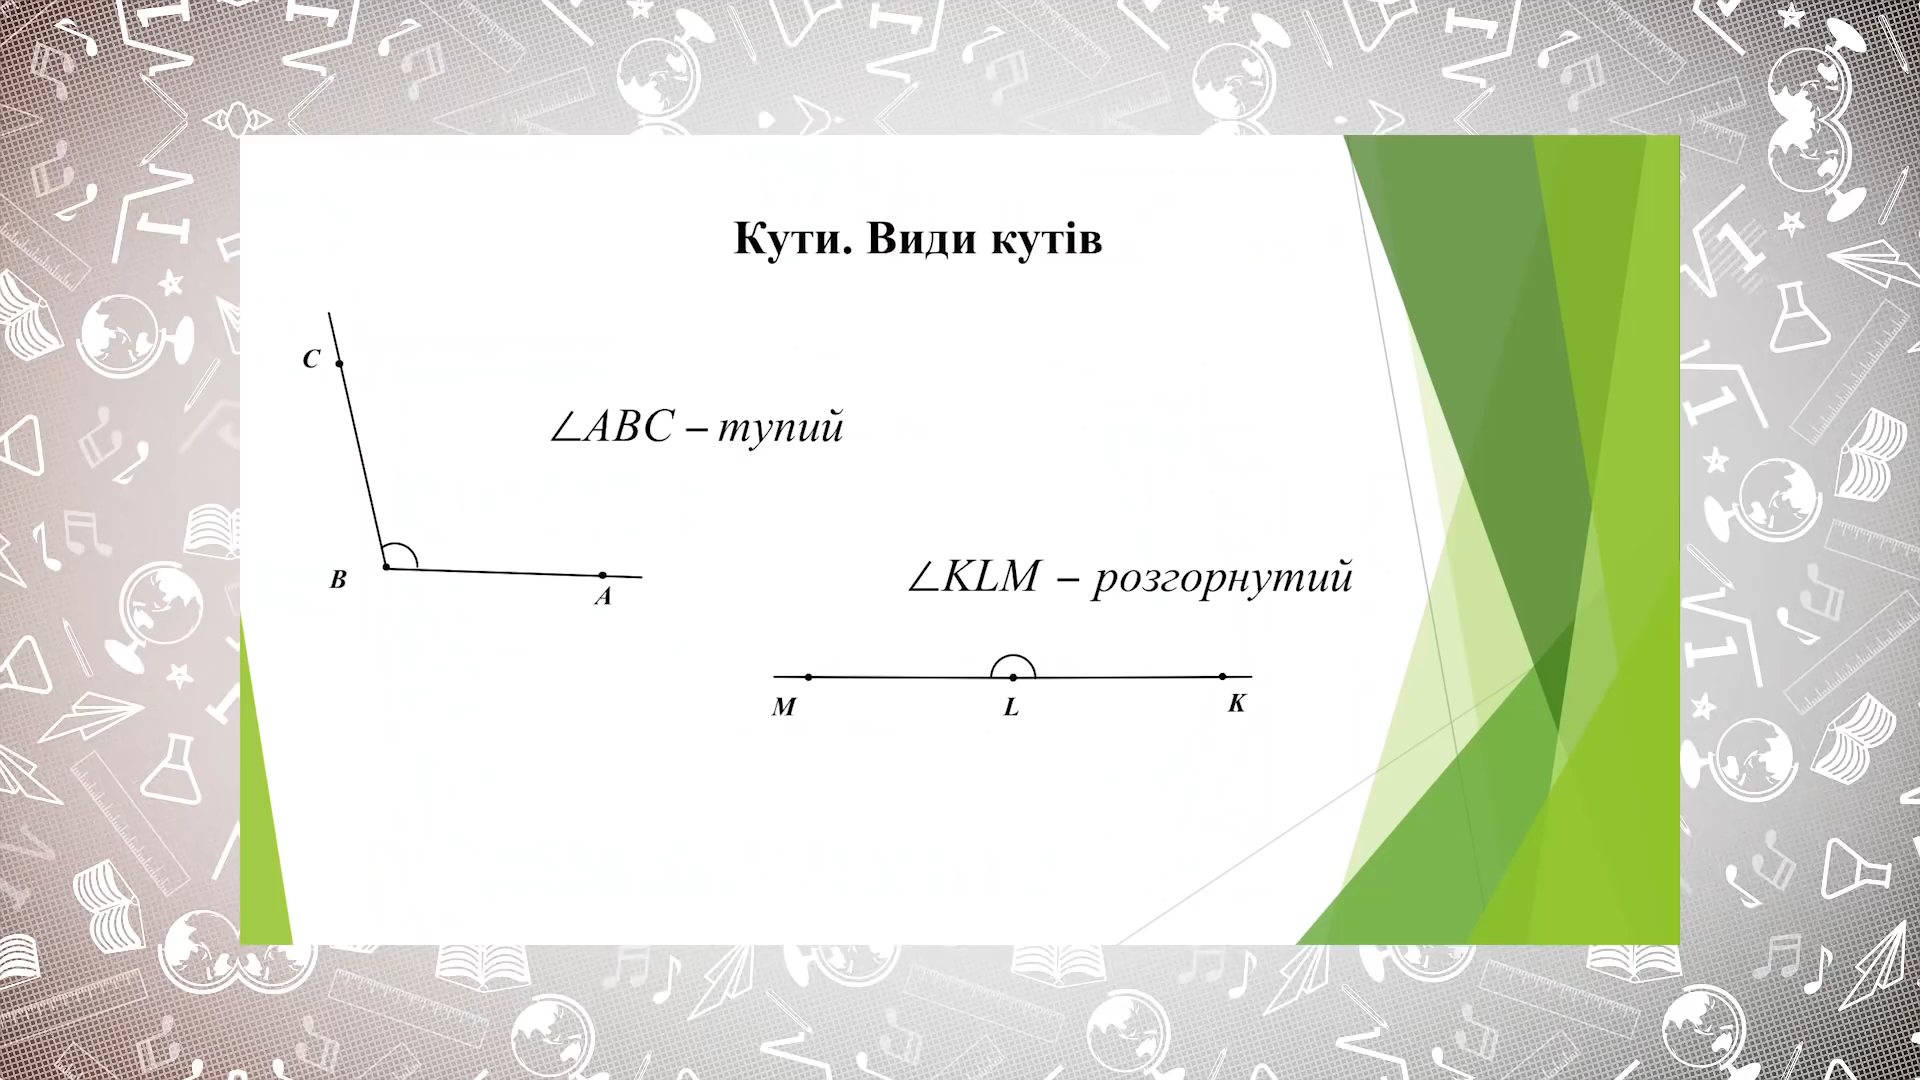 Кути. Види кутів
C
∠ABC – тупий
B
A
∠KLM – розгорнутий
M
L
K